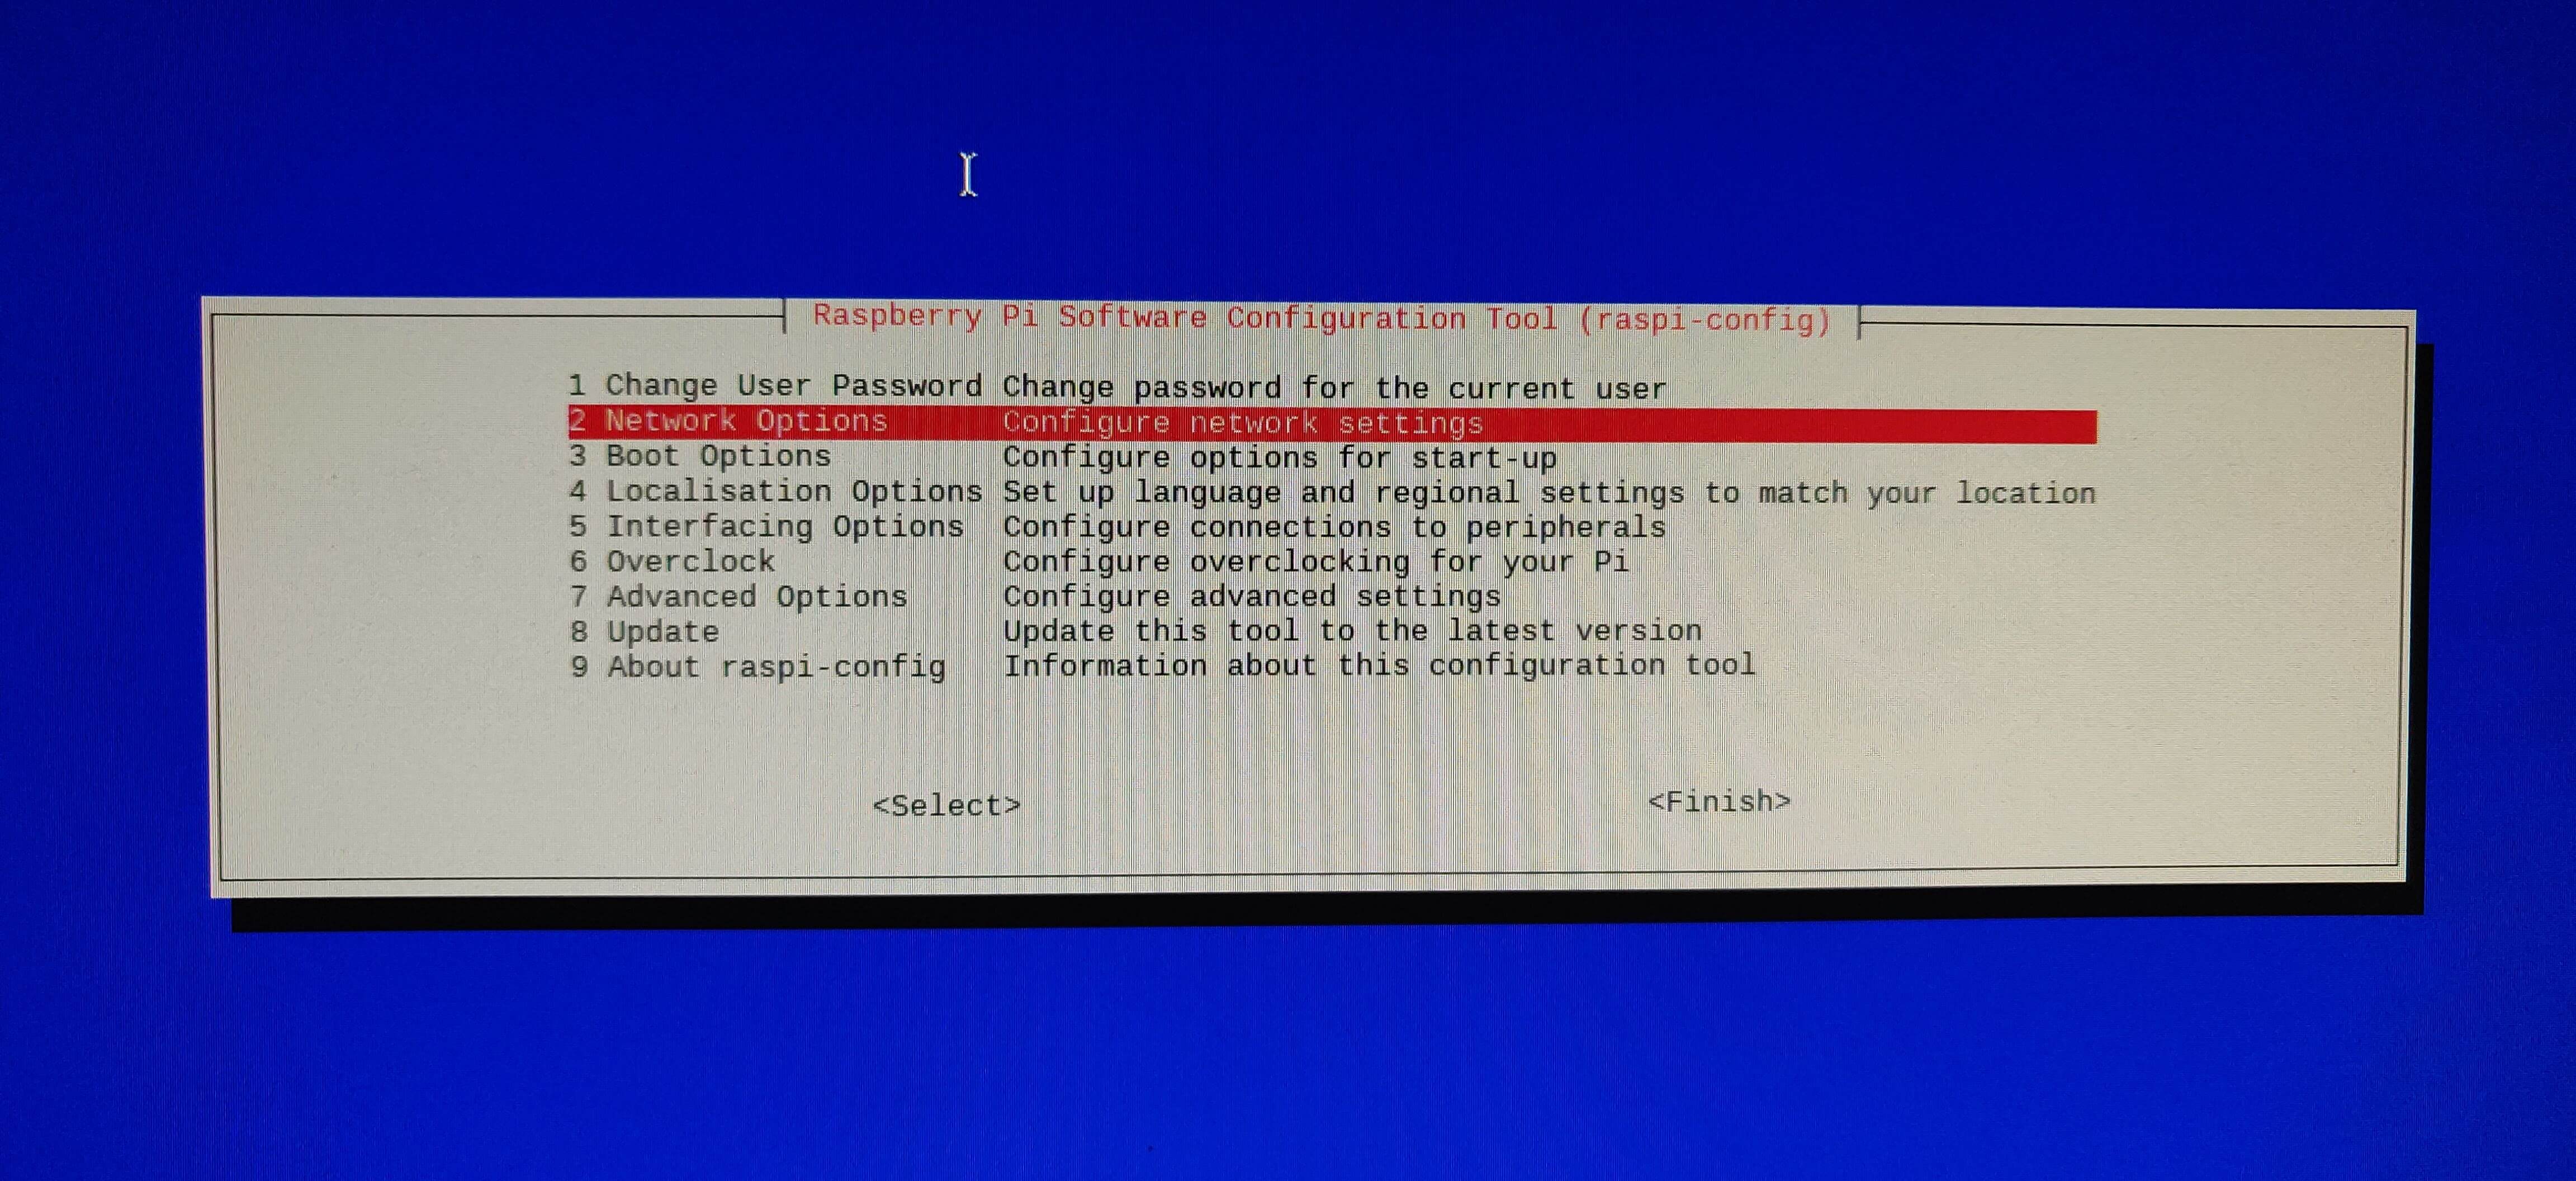 Raspberry Pi Software Configuration Tool (raspi-config)
1 Change User Password Change password for the current user
2 Network Options Configure network settings
3 Boot Options Configure options for start-up
4 Localisation Options Set up language and regional settings to match your location
5 Interfacing Options Configure connections to peripherals
6 Overclock Configure overclocking for your Pi
7 Advanced Options Configure advanced settings
8 Update Update this tool to the latest version
9 About raspi-config Information about this configuration tool
<Select> <Finish>